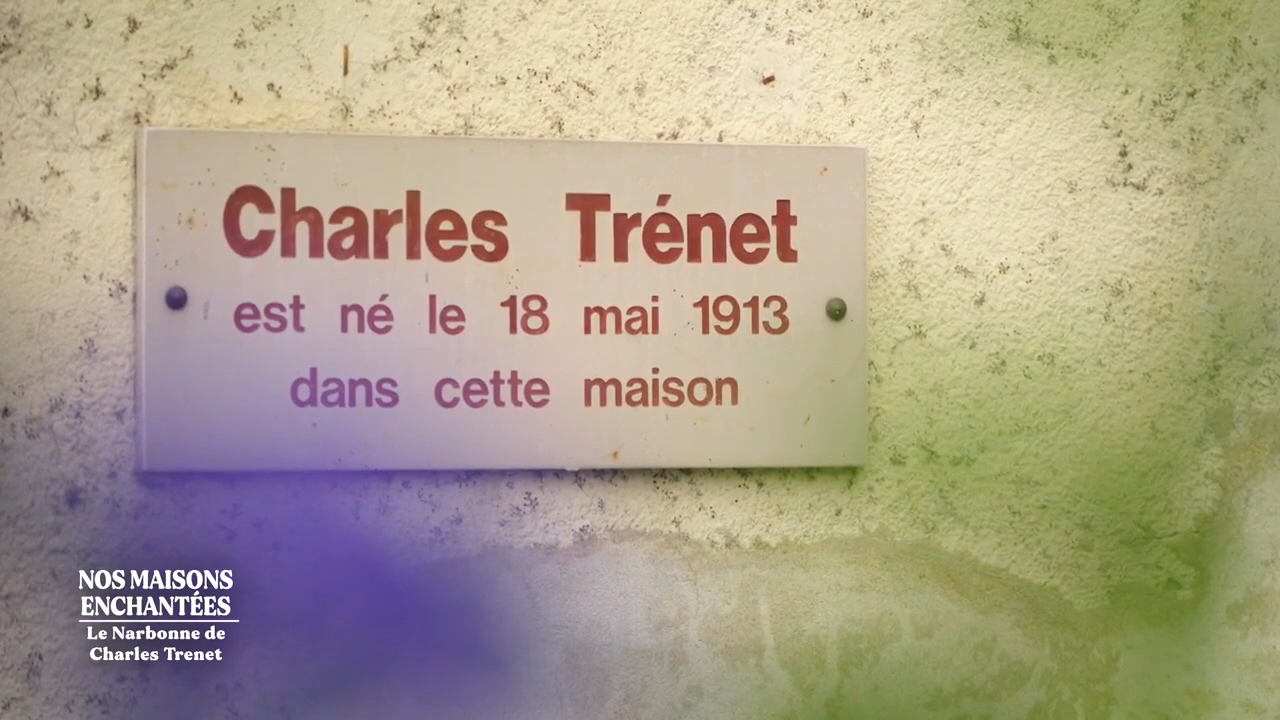 Charles Trénet
est né le 18 mai 1913
dans cette maison
NOS MAISONS
ENCHANTÉES
Le Narbonne de
Charles Trenet